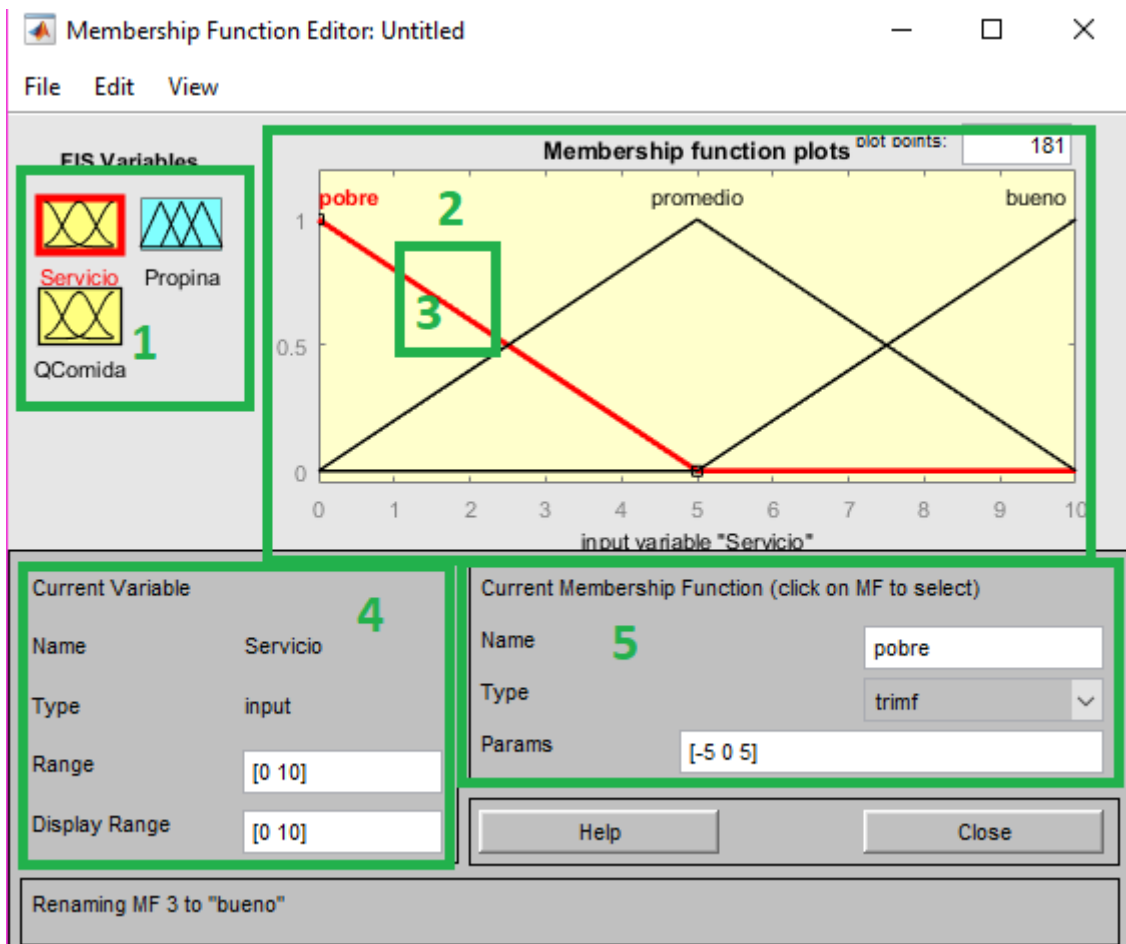 Membership Function Editor: Untitled
File Edit View
FIS Variables
Servicio Propina
QComida
1
plot points: 181
Membership function plots
pobre promedio bueno
2
3
1
0.5
0
0 1 2 3 4 5 6 7 8 9 10
input variable "Servicio"
Current Variable
4
Name Servicio
Type input
Range [0 10]
Display Range [0 10]
Current Membership Function (click on MF to select)
5
Name pobre
Type trimf
Params [-5 0 5]
Help Close
Renaming MF 3 to "bueno"